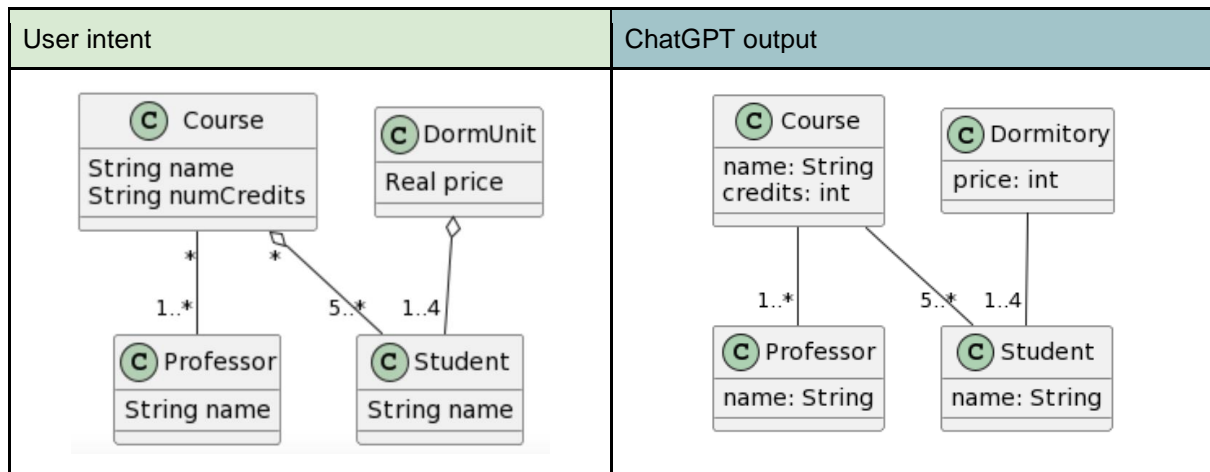 User intent
ChatGPT output
C Course
String name
String numCredits
C DormUnit
Real price
*
*
1..*
5..*
1..4
C Professor
String name
C Student
String name
C Course
name: String
credits: int
C Dormitory
price: int
1..*
5..*
1..4
C Professor
name: String
C Student
name: String